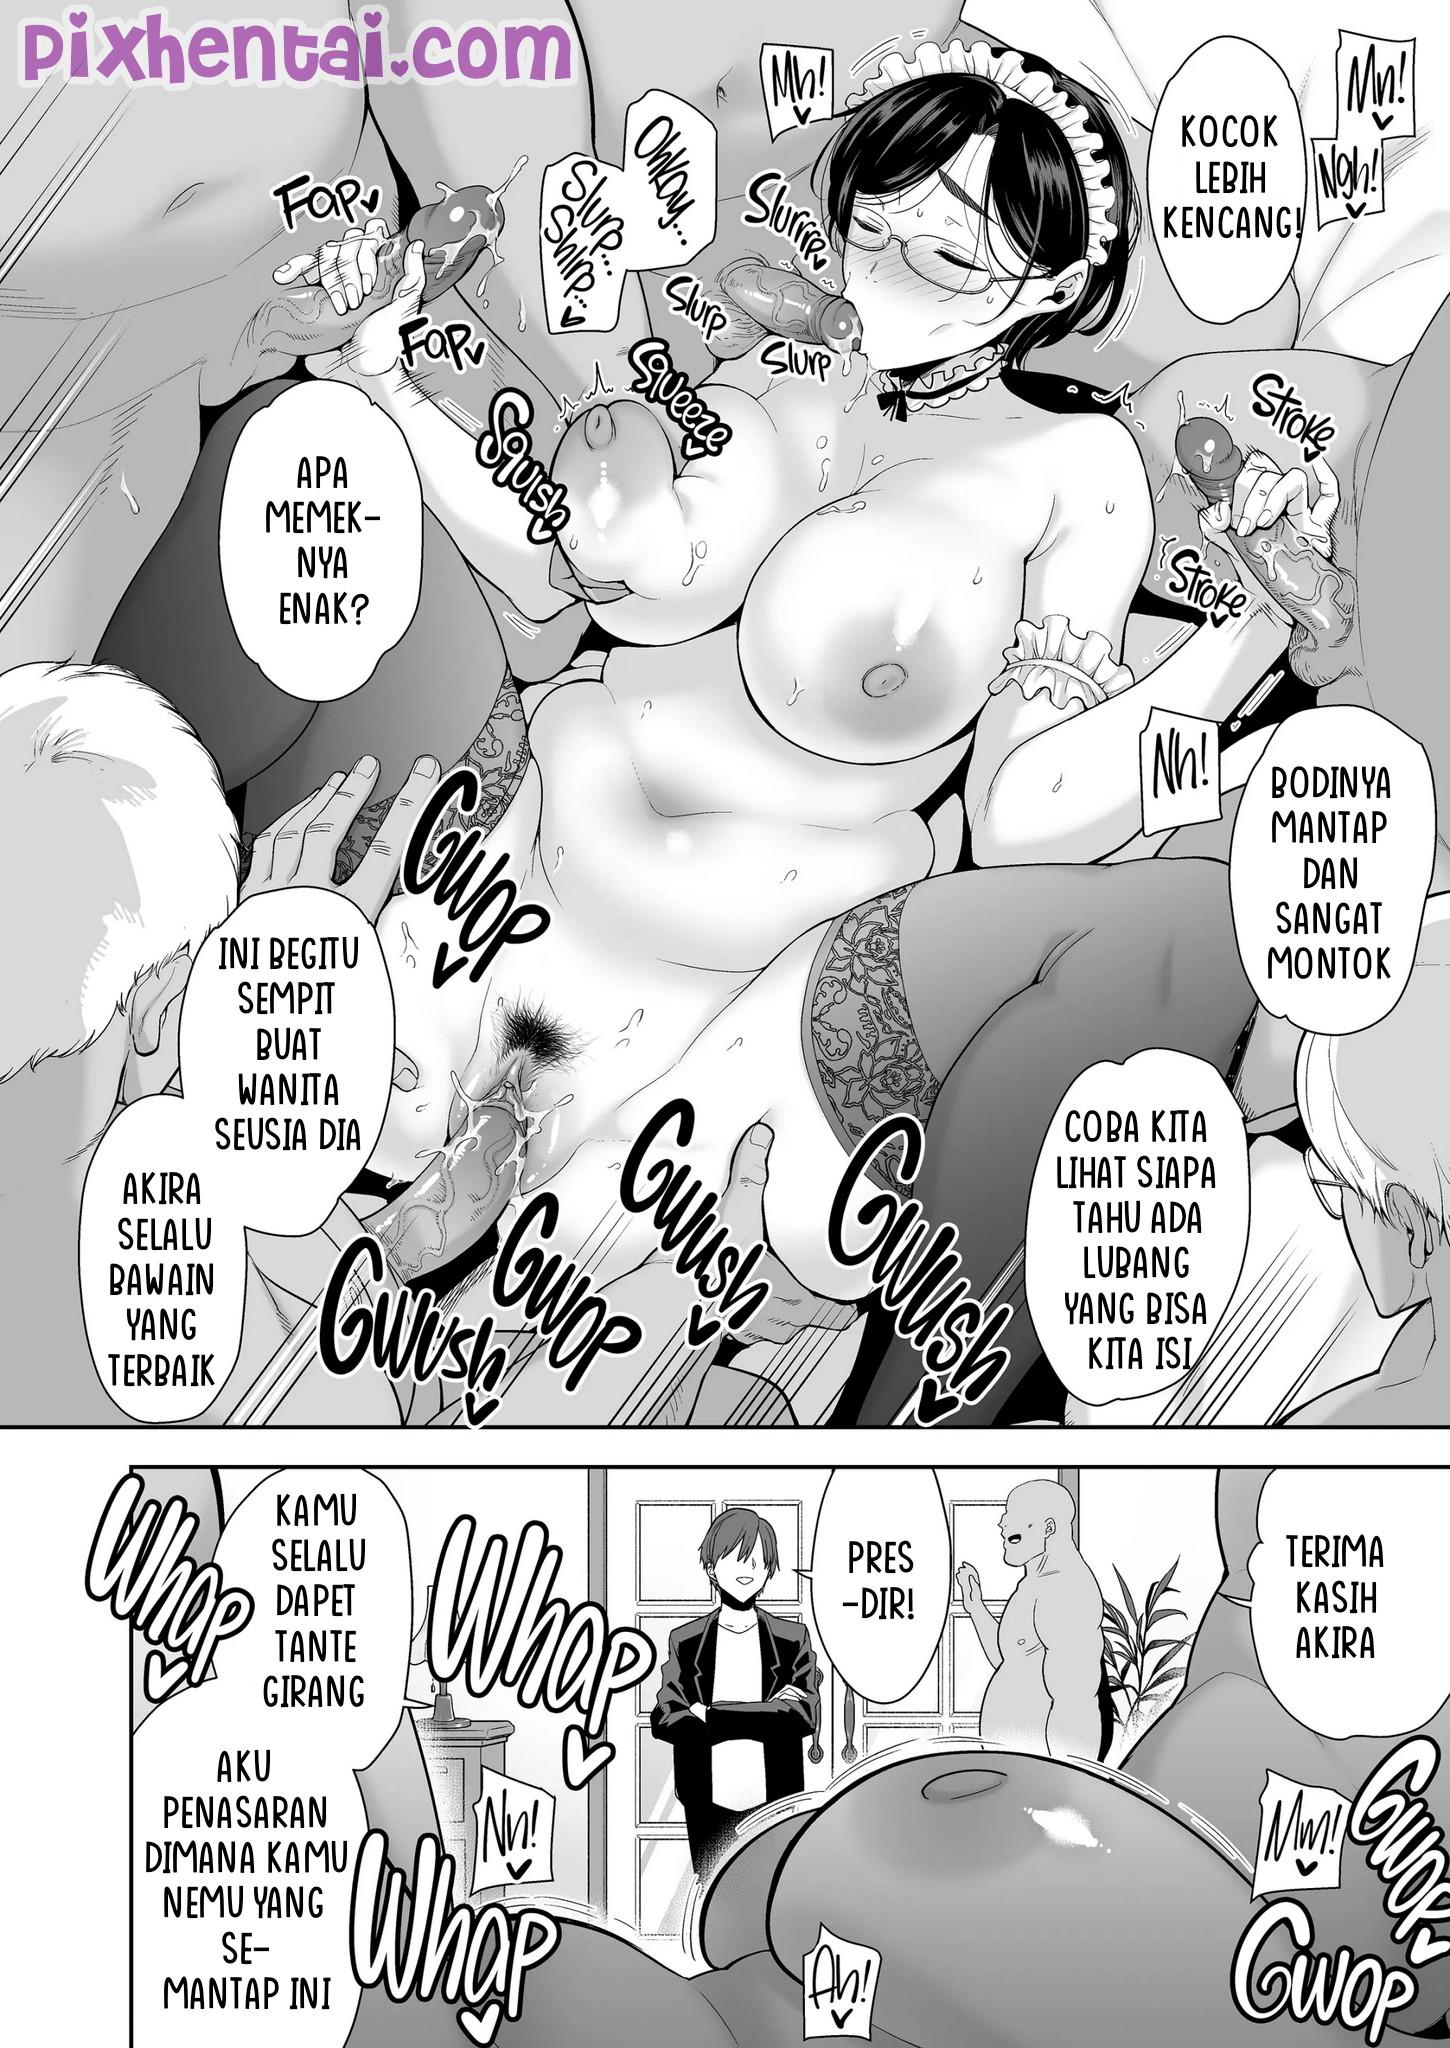 pixhentai.com
Mh!
KOCOK
LEBIH
KENCANG!
Mn!
Ngh!
Slurrrp
Slurp
Slurp
Slurp...
Fap
Fap
Squeeze
Squish
Stroke
Stroke
APA
MEMEK-
NYA
ENAK?
Nh!
BODINYA
MANTAP
DAN
SANGAT
MONTOK
GWOP
INI BEGITU
SEMPIT
BUAT
WANITA
SEUSIA DIA
AKIRA
SELALU
BAWAIN
YANG
TERBAIK
COBA KITA
LIHAT SIAPA
TAHU ADA
LUBANG
YANG BISA
KITA ISI
GWUSh
GWOP
GWUSh
GWUSh
TERIMA
KASIH
AKIRA
PRES
-DIR!
KAMU
SELALU
DAPET
TANTE
GIRANG
AKU
PENASARAN
DIMANA KAMU
NEMU YANG
SE-
MANTAP INI
Whap
Whap
Whap
Nn!
Ah!
Mm!
GWOP
GWOP